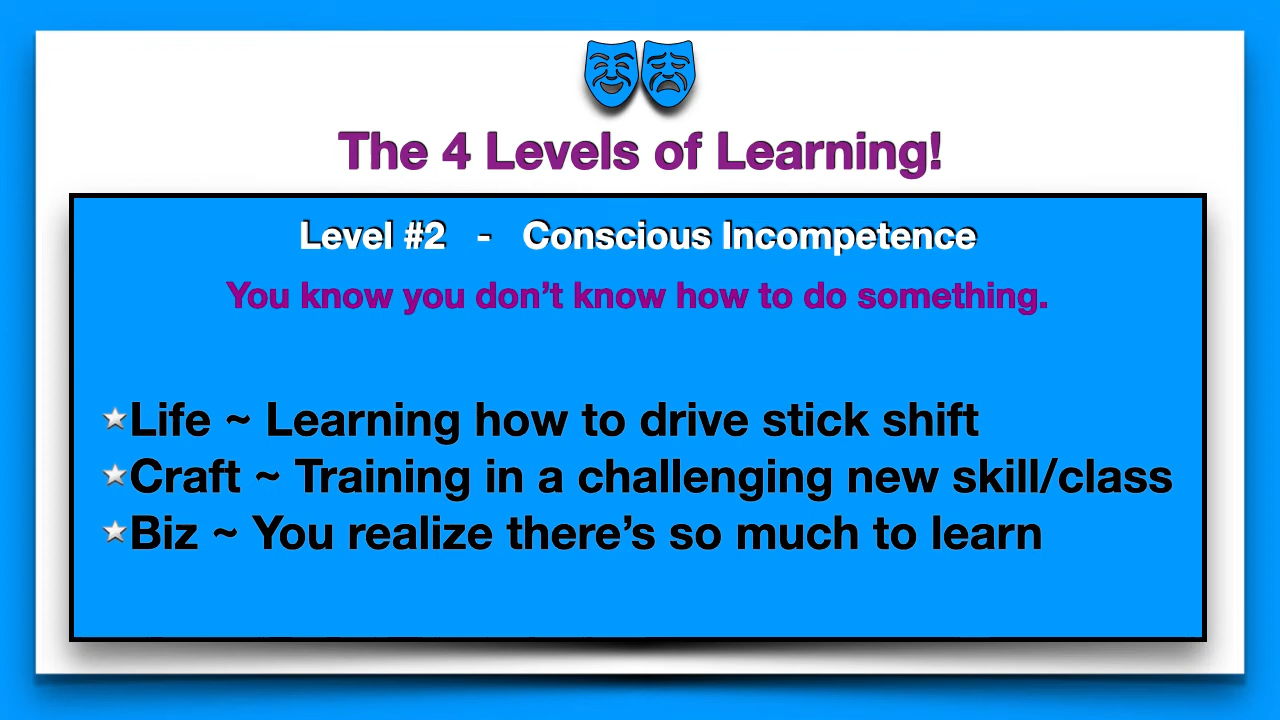 The 4 Levels of Learning!
Level #2 - Conscious Incompetence
You know you don’t know how to do something.
Life ~ Learning how to drive stick shift
Craft ~ Training in a challenging new skill/class
Biz ~ You realize there’s so much to learn